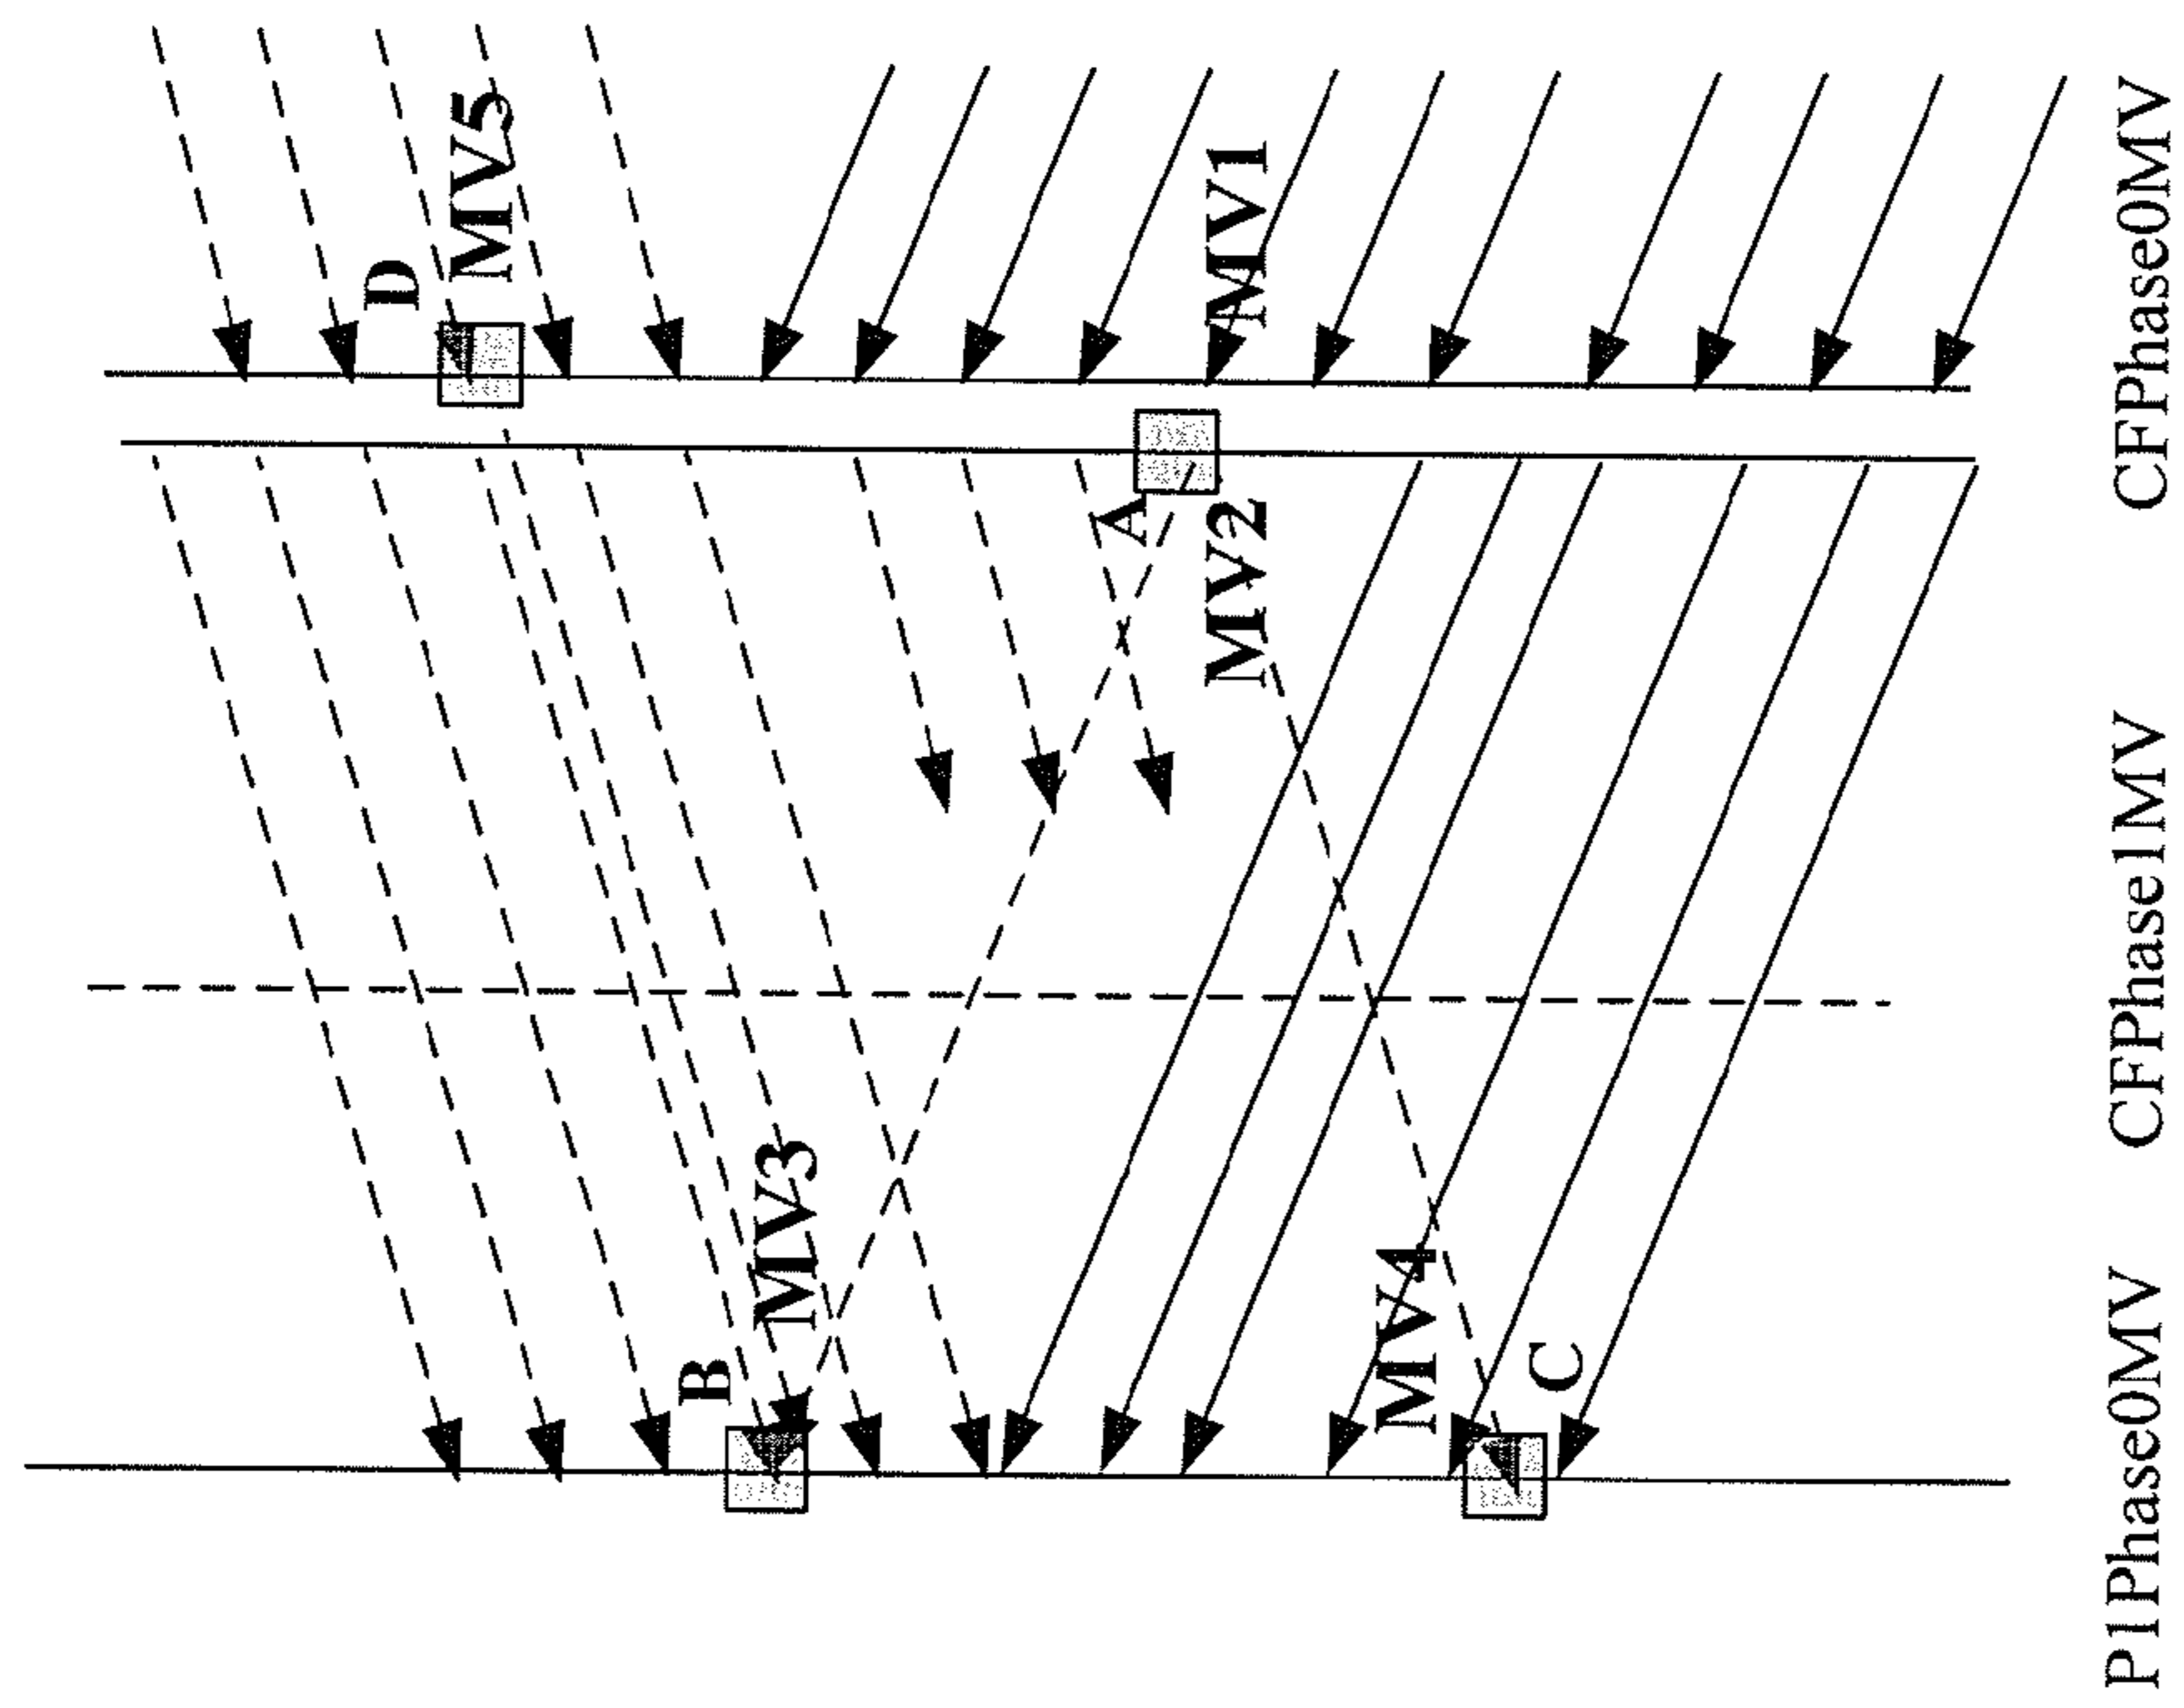 P1Phase0MV
CFPhase1MV
CFPhase0MV
B
MV3
D
MV5
A
MV2
MV1
MV4
C